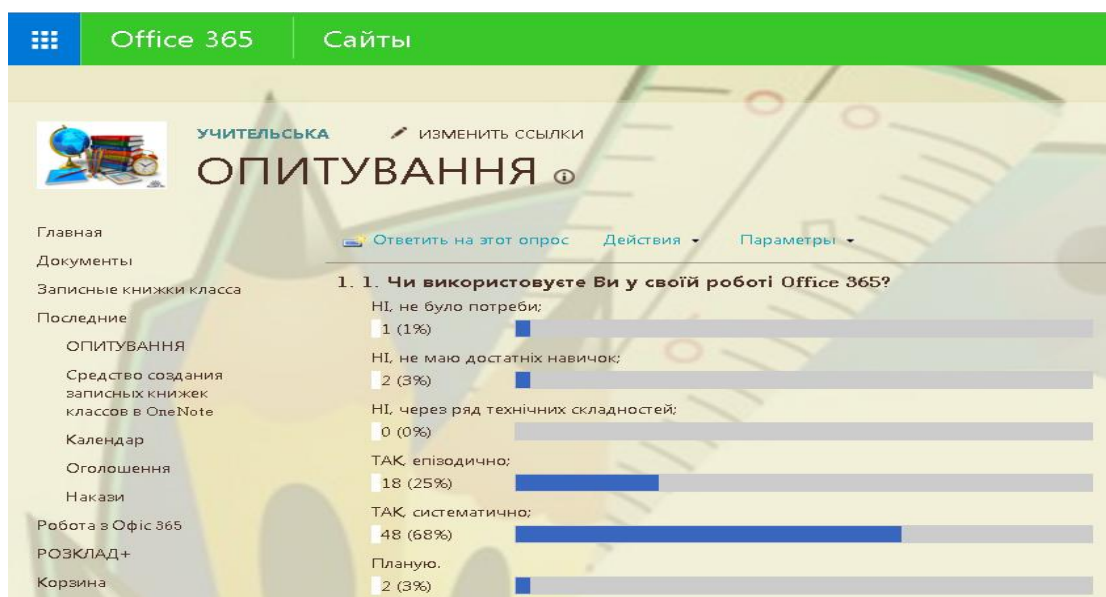 Office 365 Сайты
УЧИТЕЛЬСЬКА ИЗМЕНИТЬ ССЫЛКИ
ОПИТУВАННЯ
Главная
Документы
Записные книжки класса
Последние
ОПИТУВАННЯ
Средство создания
записных книжек
классов в OneNote
Календар
Оголошення
Накази
Робота з Офіс 365
РОЗКЛАД+
Корзина
Ответить на этот опрос Действия Параметры
1. 1. Чи використовуєте Ви у своїй роботі Office 365?
НІ, не було потреби;
1 (1%)
НІ, не маю достатніх навичок;
2 (3%)
НІ, через ряд технічних складностей;
0 (0%)
ТАК, епізодично;
18 (25%)
ТАК, систематично;
48 (68%)
Планую.
2 (3%)